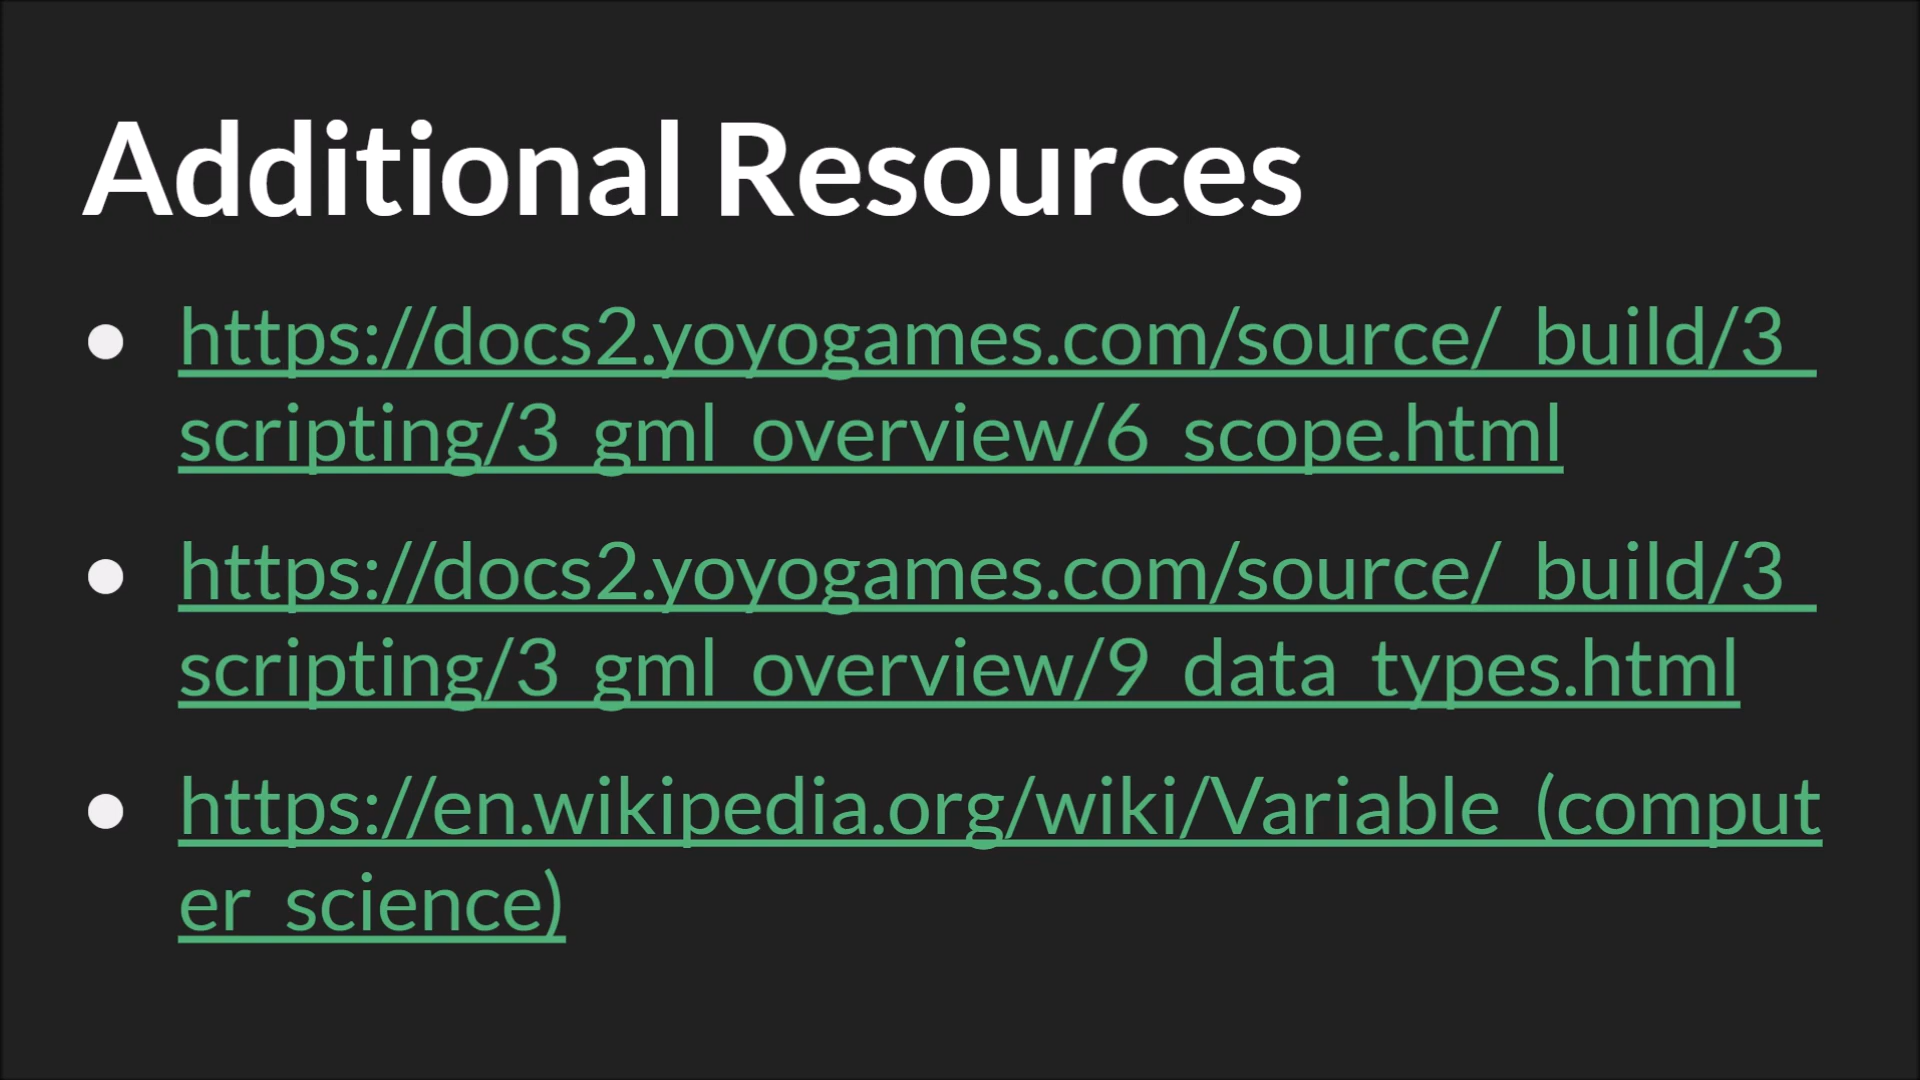 Additional Resources
https://docs2.yoyogames.com/source/_build/3_
scripting/3_gml_overview/6_scope.html
https://docs2.yoyogames.com/source/_build/3_
scripting/3_gml_overview/9_data_types.html
https://en.wikipedia.org/wiki/Variable_(comput
er_science)